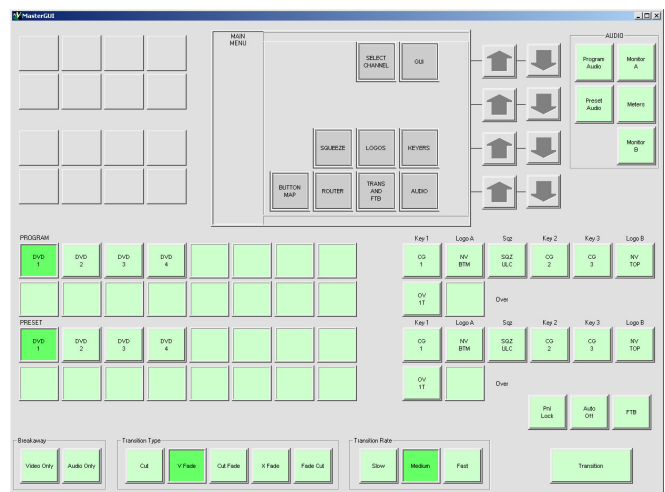 MasterGUI
MAIN
MENU
AUDIO
SELECT
CHANNEL
GUI
Program
Audio
Monitor
A
Preset
Audio
Meters
SQUEEZE
LOGOS
KEYERS
Monitor
B
BUTTON
MAP
ROUTER
TRANS
AND
FTB
AUDIO
PROGRAM
Key 1
Logo A
Sqz
Key 2
Key 3
Logo B
DVD
1
DVD
2
DVD
3
DVD
4
CG
1
NV
BTM
SQZ
ULC
CG
2
CG
3
NV
TOP
OV
1T
Over
PRESET
Key 1
Logo A
Sqz
Key 2
Key 3
Logo B
DVD
1
DVD
2
DVD
3
DVD
4
CG
1
NV
BTM
SQZ
ULC
CG
2
CG
3
NV
TOP
OV
1T
Over
Pnl
Lock
Auto
Off
FTB
Breakaway
Transition Type
Transition Rate
Video Only
Audio Only
Cut
V Fade
Cut Fade
X Fade
Fade Cut
Slow
Medium
Fast
Transition